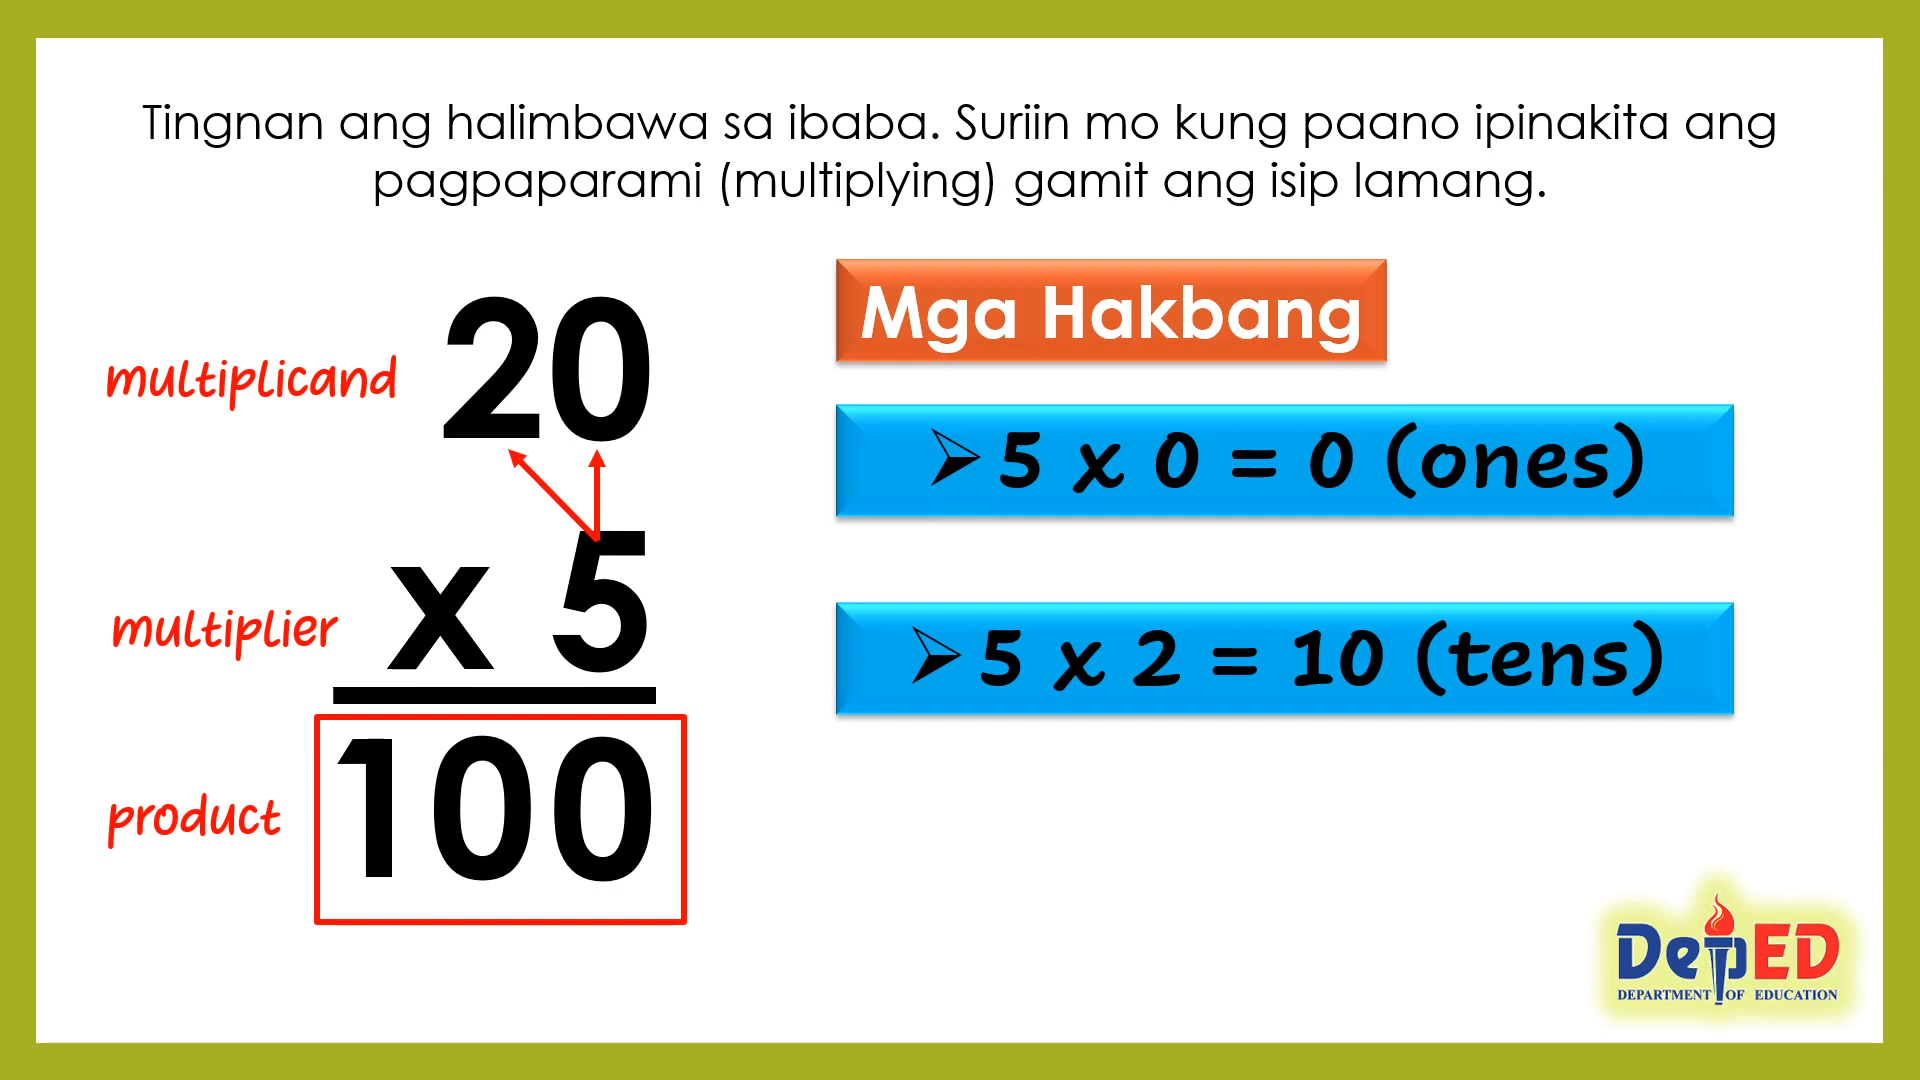 Tingnan ang halimbawa sa ibaba. Suriin mo kung paano ipinakita ang
pagpaparami (multiplying) gamit ang isip lamang.
multiplicand 20
multiplier x 5
product 100
Mga Hakbang
➢ 5 x 0 = 0 (ones)
➢ 5 x 2 = 10 (tens)
DepED
DEPARTMENT OF EDUCATION